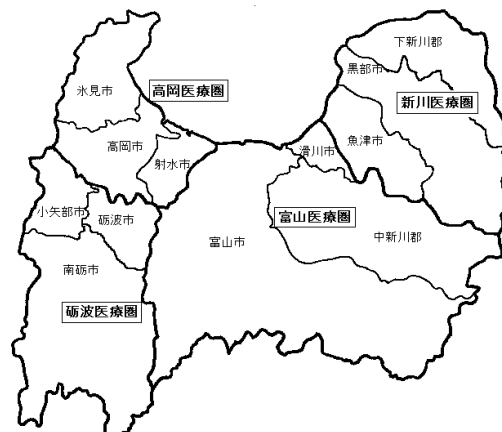 下新川郡
黒部市
新川医療圏
魚津市
氷見市
高岡医療圏
高岡市
射水市
滑川市
小矢部市
砺波市
富山医療圏
富山市
中新川郡
南砺市
砺波医療圏